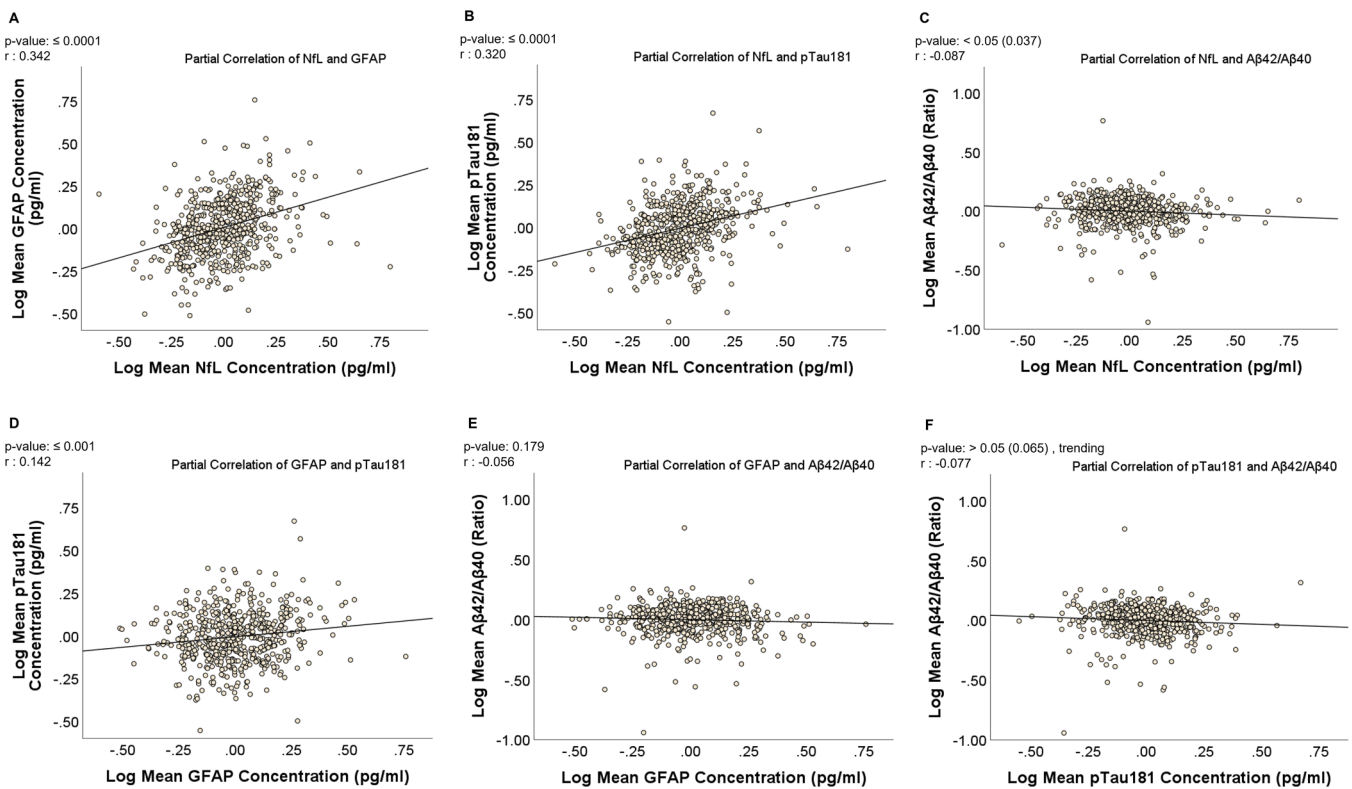 A
p-value: ≤ 0.0001
r : 0.342
Partial Correlation of NfL and GFAP
Log Mean GFAP Concentration
(pg/ml)
.75
.50
.25
.00
-.25
-.50
-.50 -.25 .00 .25 .50 .75
Log Mean NfL Concentration (pg/ml)
B
p-value: ≤ 0.0001
r : 0.320
Partial Correlation of NfL and pTau181
Log Mean pTau181
Concentration (pg/ml)
.75
.50
.25
.00
-.25
-.50
-.50 -.25 .00 .25 .50 .75
Log Mean NfL Concentration (pg/ml)
C
p-value: < 0.05 (0.037)
r : -0.087
Partial Correlation of NfL and Aβ42/Aβ40
Log Mean Aβ42/Aβ40 (Ratio)
1.00
.50
.00
-.50
-1.00
-.50 -.25 .00 .25 .50 .75
Log Mean NfL Concentration (pg/ml)
D
p-value: ≤ 0.001
r : 0.142
Partial Correlation of GFAP and pTau181
Log Mean pTau181
Concentration (pg/ml)
.75
.50
.25
.00
-.25
-.50
-.50 -.25 .00 .25 .50 .75
Log Mean GFAP Concentration (pg/ml)
E
p-value: 0.179
r : -0.056
Partial Correlation of GFAP and Aβ42/Aβ40
Log Mean Aβ42/Aβ40 (Ratio)
1.00
.50
.00
-.50
-1.00
-.50 -.25 .00 .25 .50 .75
Log Mean GFAP Concentration (pg/ml)
F
p-value: > 0.05 (0.065) , trending
r : -0.077
Partial Correlation of pTau181 and Aβ42/Aβ40
Log Mean Aβ42/Aβ40 (Ratio)
1.00
.50
.00
-.50
-1.00
-.50 -.25 .00 .25 .50 .75
Log Mean pTau181 Concentration (pg/ml)